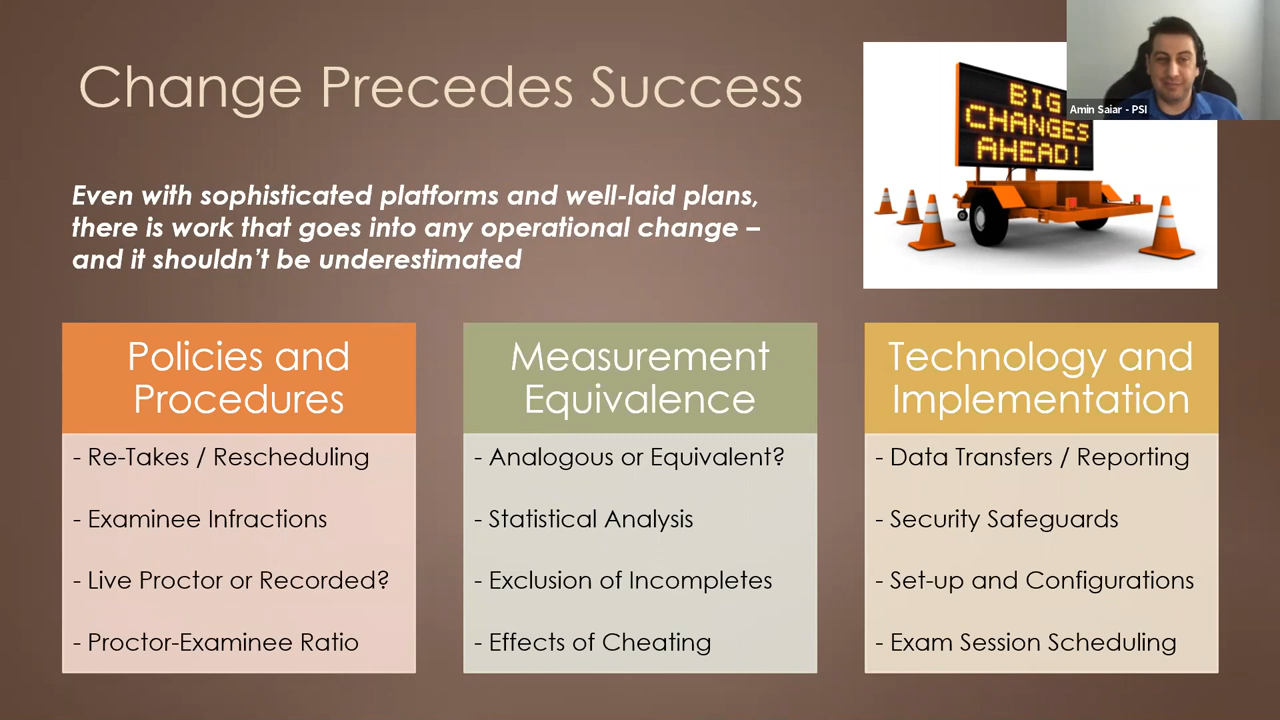 Change Precedes Success
BIG
CHANGES
AHEAD!
Amin Saiar - PSI
Even with sophisticated platforms and well-laid plans,
there is work that goes into any operational change –
and it shouldn't be underestimated
Policies and
Procedures
- Re-Takes / Rescheduling
- Examinee Infractions
- Live Proctor or Recorded?
- Proctor-Examinee Ratio
Measurement
Equivalence
- Analogous or Equivalent?
- Statistical Analysis
- Exclusion of Incompletes
- Effects of Cheating
Technology and
Implementation
- Data Transfers / Reporting
- Security Safeguards
- Set-up and Configurations
- Exam Session Scheduling